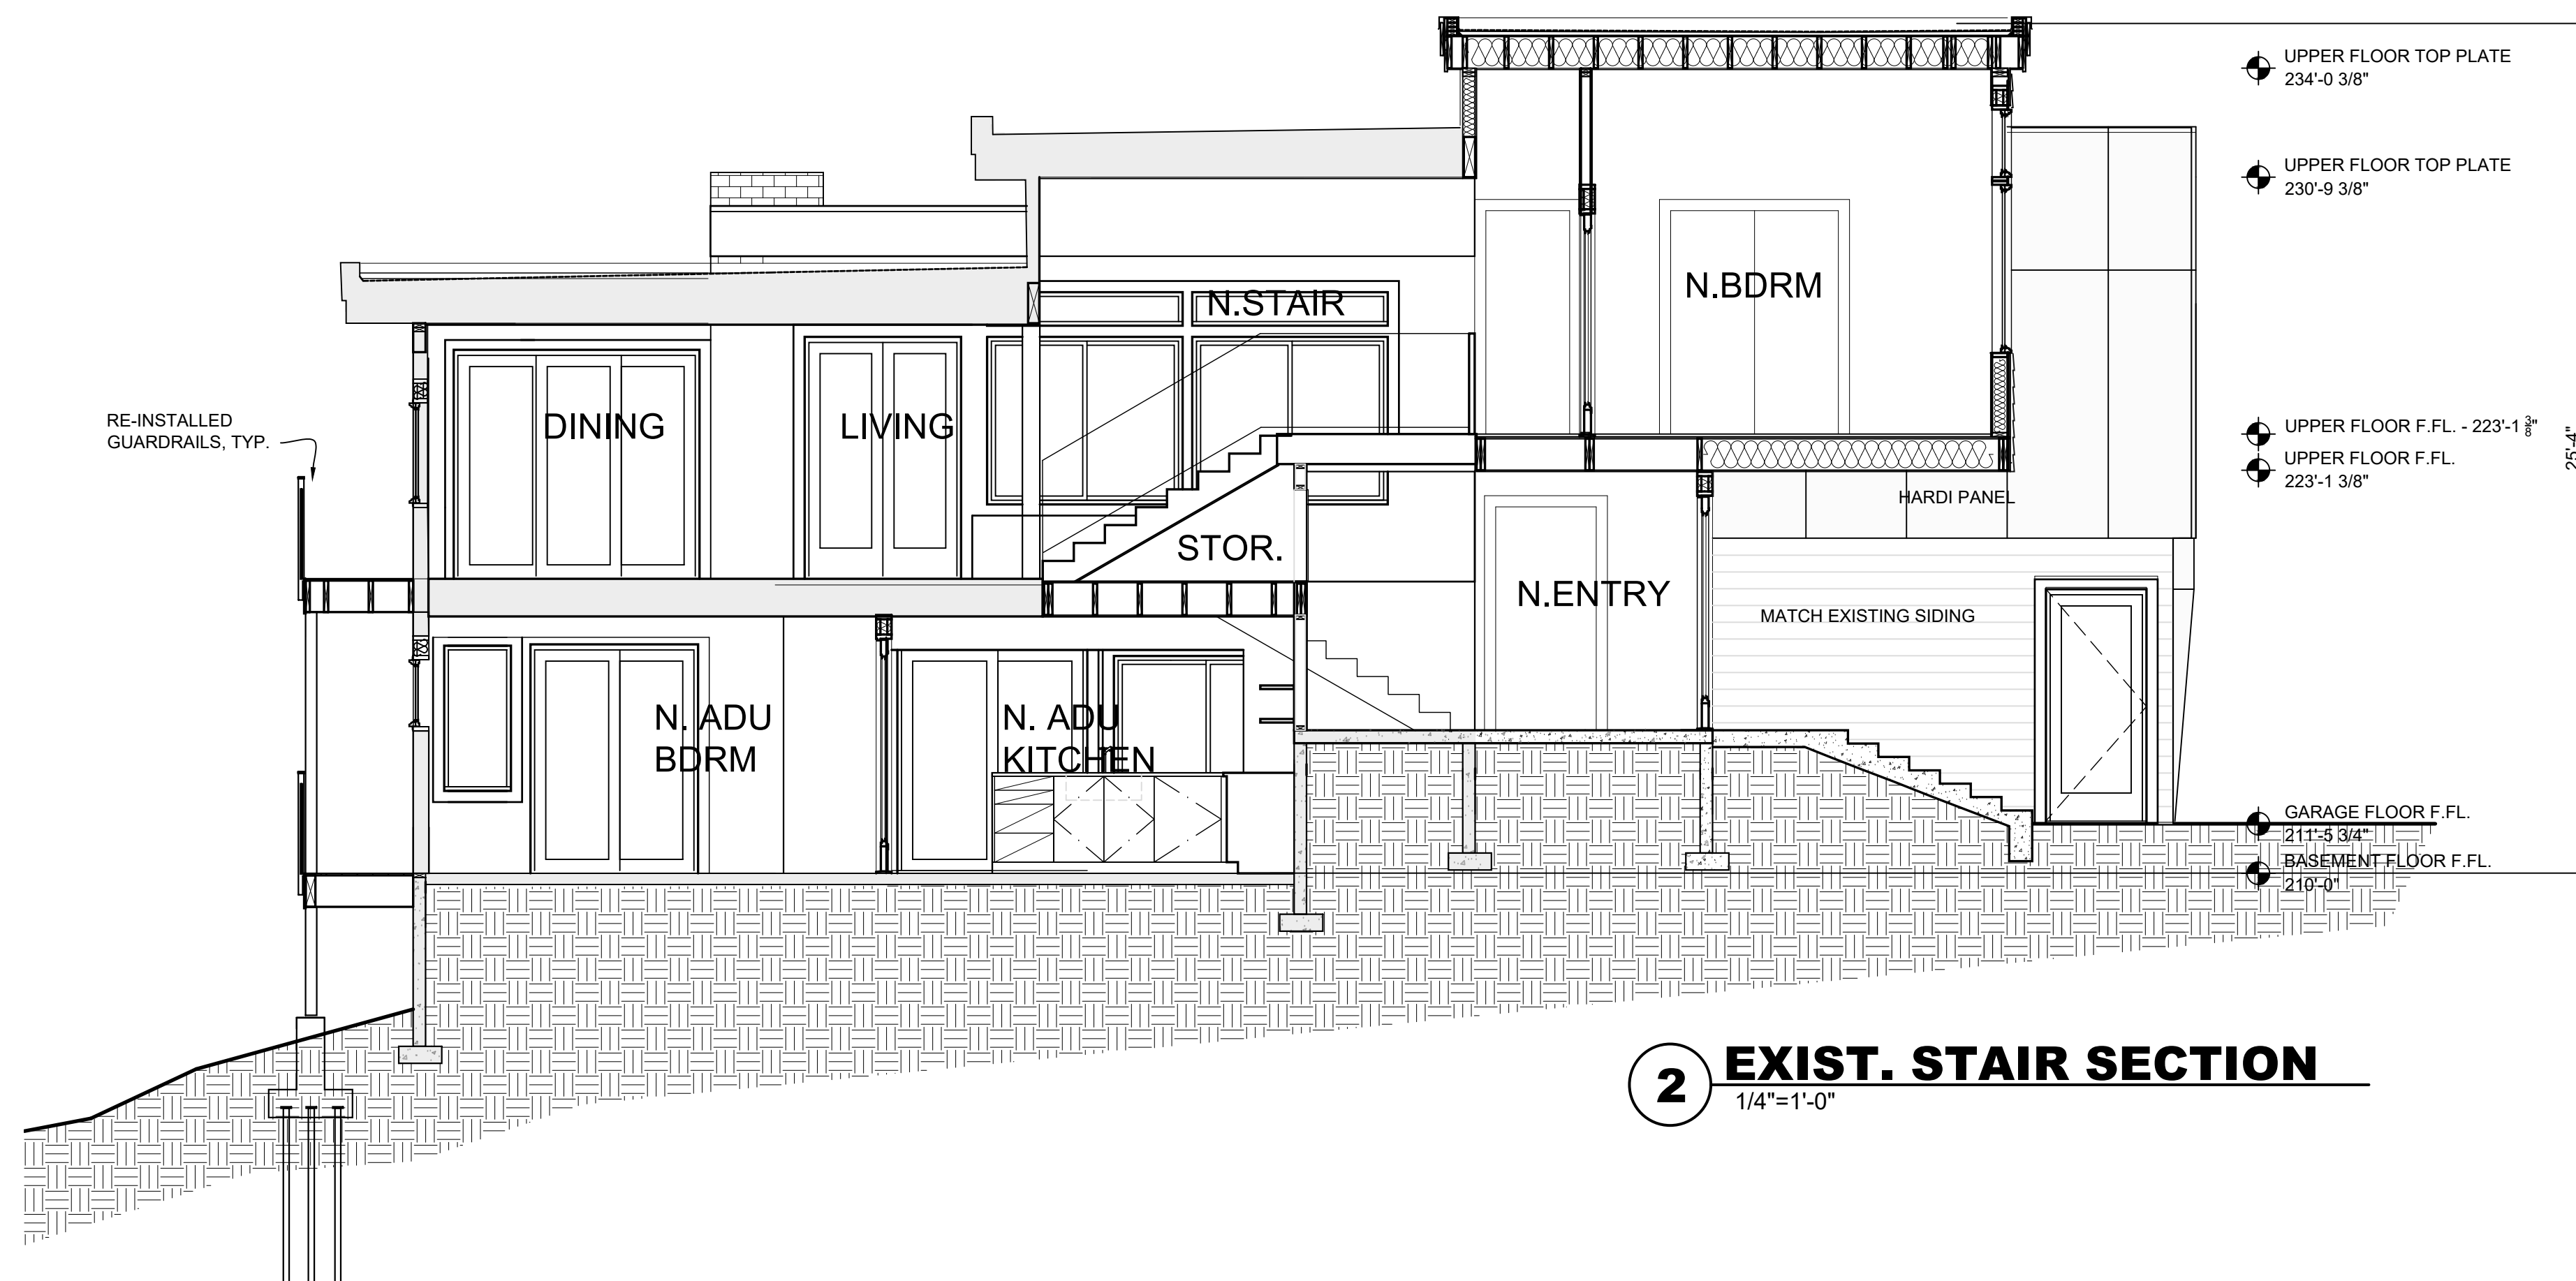 UPPER FLOOR TOP PLATE
234'-0 3/8"
UPPER FLOOR TOP PLATE
230'-9 3/8"
N.STAIR
N.BDRM
RE-INSTALLED
GUARDRAILS, TYP.
DINING
LIVING
UPPER FLOOR F.FL. - 223'-1 3/8"
UPPER FLOOR F.FL.
223'-1 3/8"
25'-4"
HARDI PANEL
STOR.
N.ENTRY
MATCH EXISTING SIDING
N. ADU
BDRM
N. ADU
KITCHEN
GARAGE FLOOR F.FL.
211'-5 3/4"
BASEMENT FLOOR F.FL.
210'-0"
2
EXIST. STAIR SECTION
1/4"=1'-0"